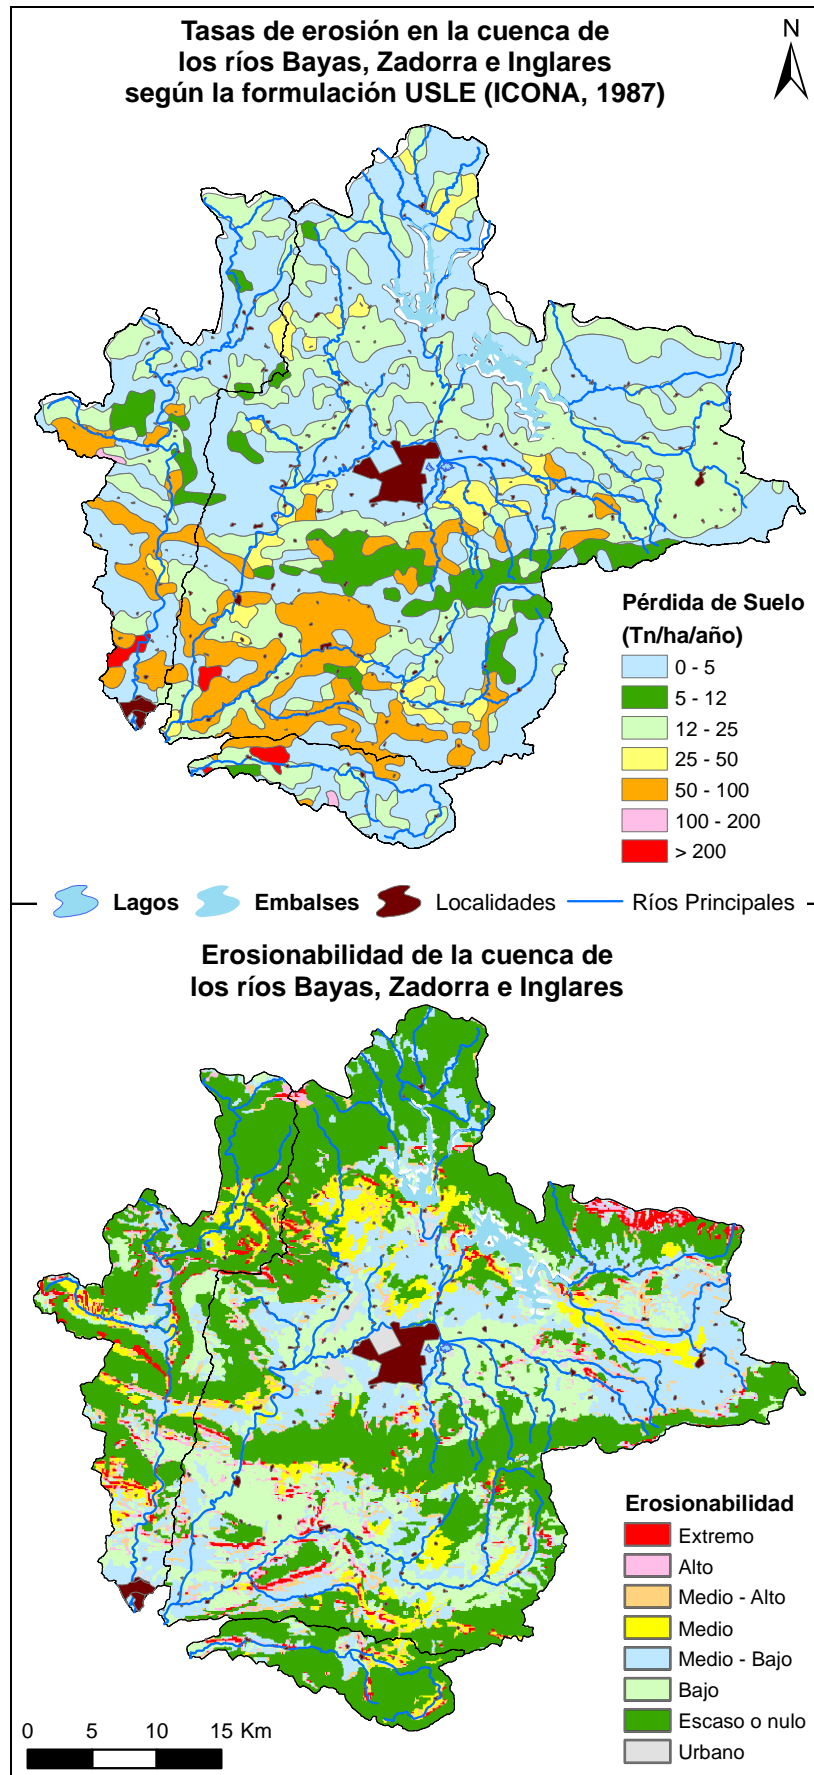 Tasas de erosión en la cuenca de
los ríos Bayas, Zadorra e Inglares
según la formulación USLE (ICONA, 1987)
N
Pérdida de Suelo
(Tn/ha/año)
0 - 5
5 - 12
12 - 25
25 - 50
50 - 100
100 - 200
> 200
Lagos Embalses Localidades Ríos Principales
Erosionabilidad de la cuenca de
los ríos Bayas, Zadorra e Inglares
Erosionabilidad
Extremo
Alto
Medio - Alto
Medio
Medio - Bajo
Bajo
Escaso o nulo
Urbano
0 5 10 15 Km